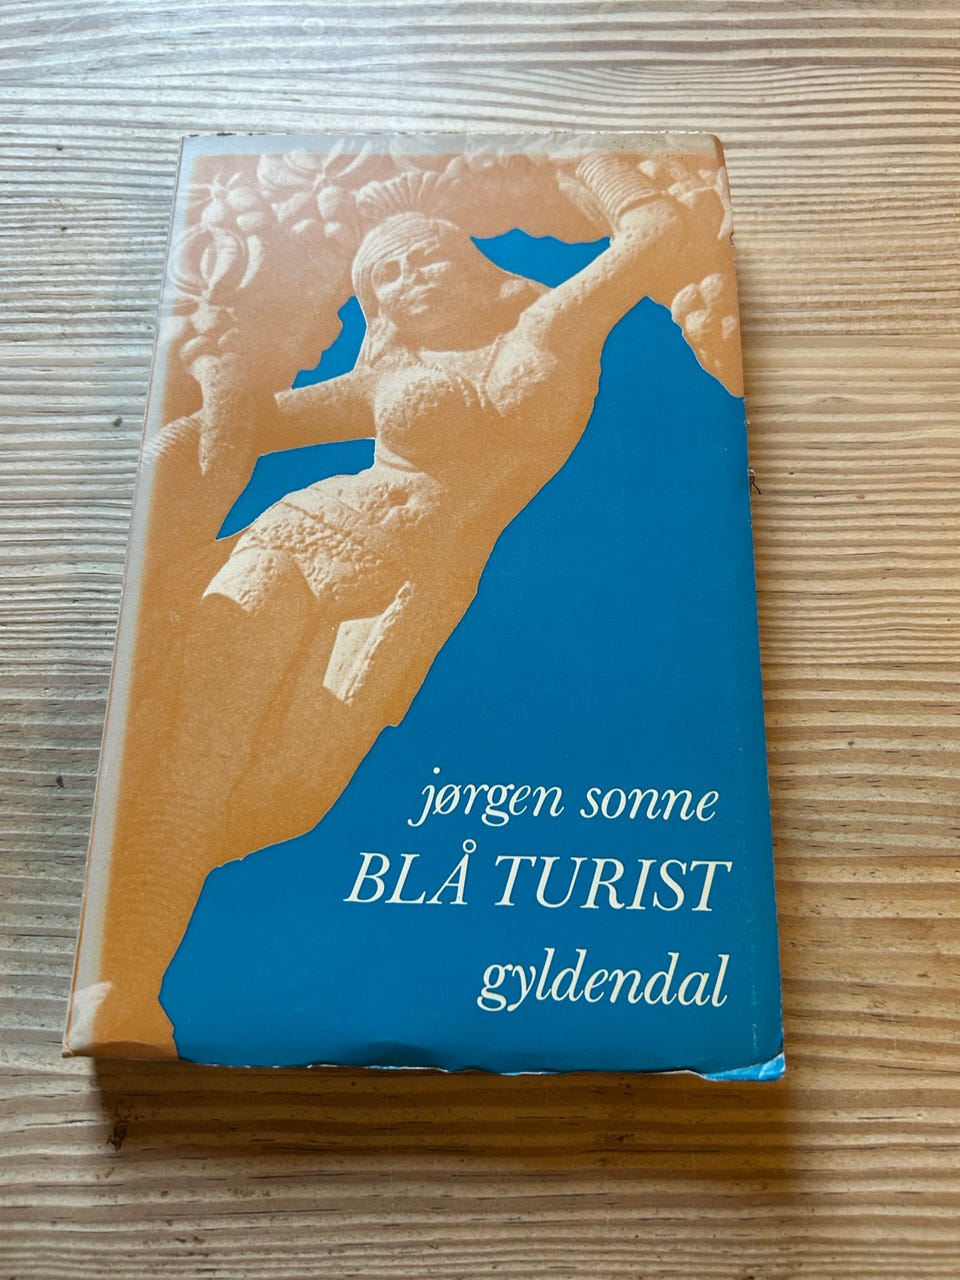 jørgen sonne
BLÅ TURIST
gyldendal